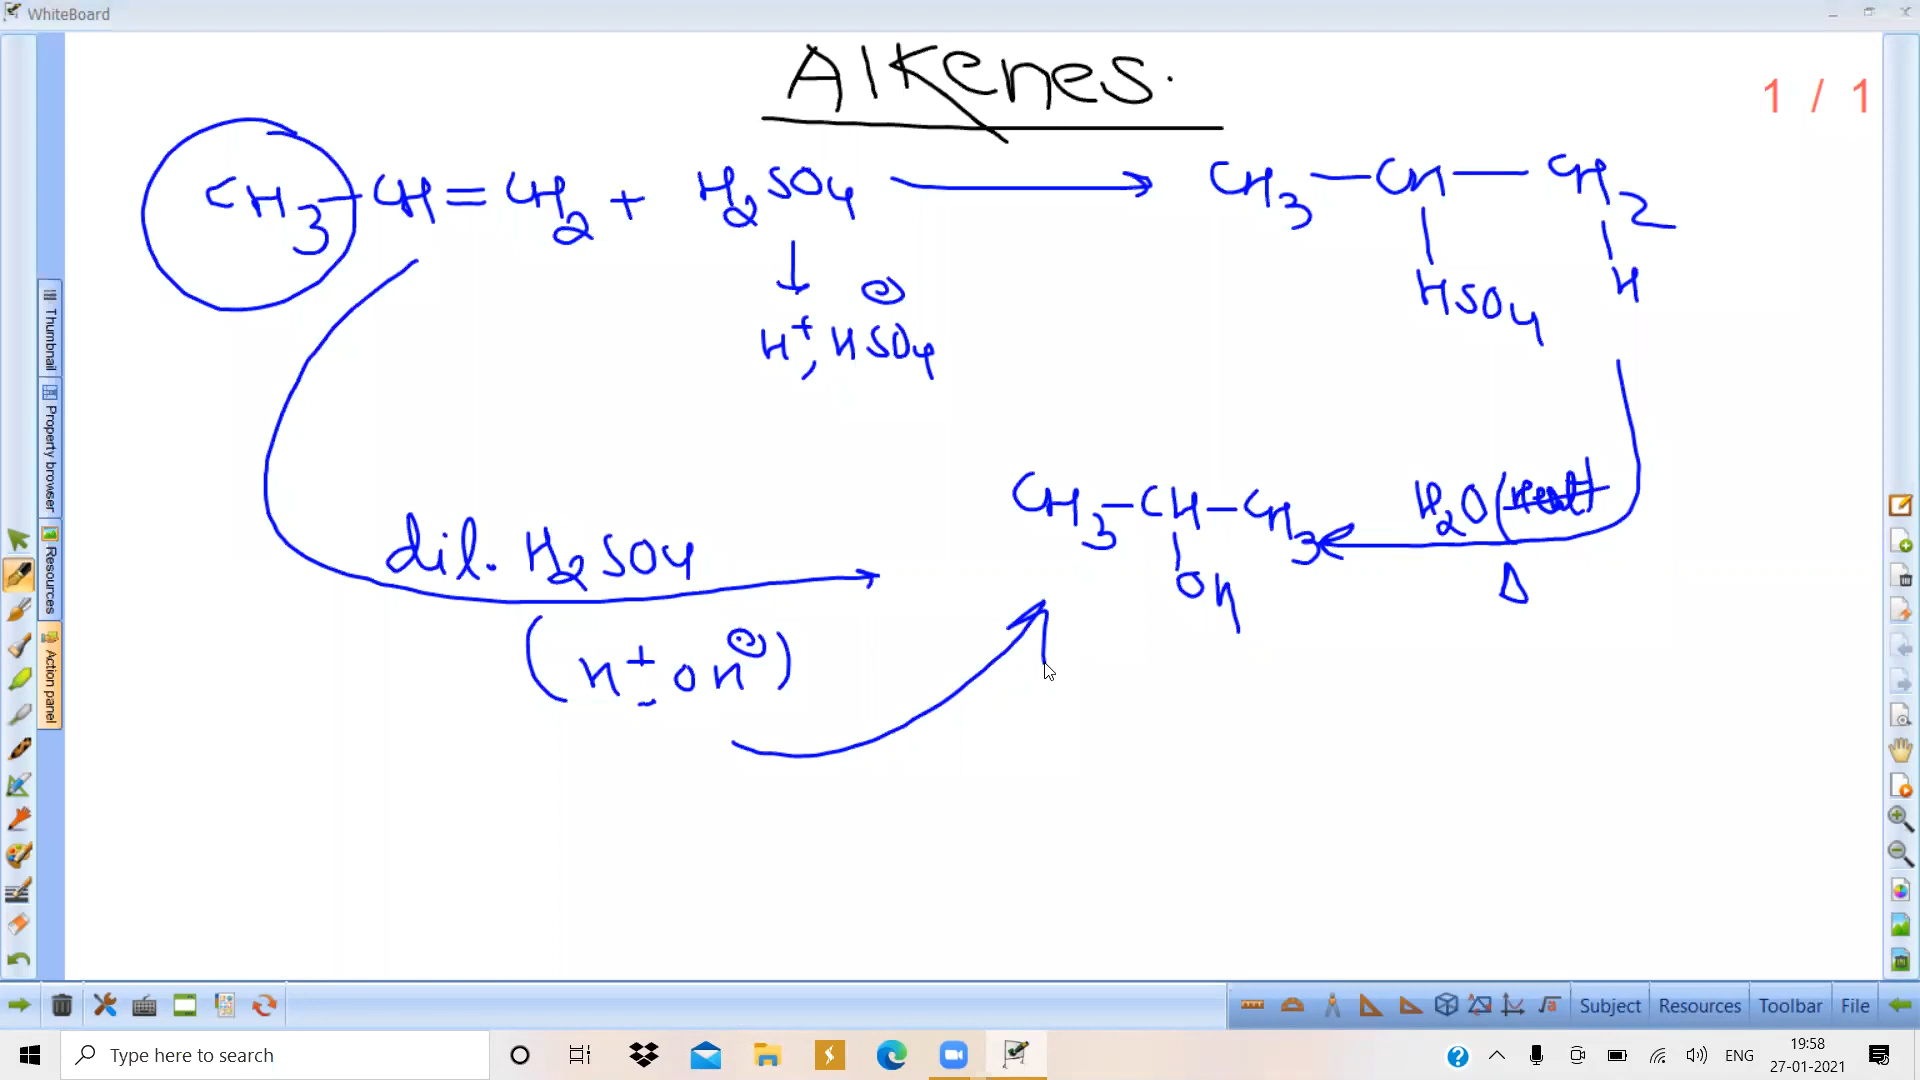 WhiteBoard
Alkenes.
1 / 1
CH3-CH=CH2 + H2SO4 → CH3-CH-CH2
HSO4 H
↓
H+, HSO4⊖
Thumbnail
Property browser
Resources
Action panel
CH3-CH-CH3
OH
H2O(
Δ
dil. H2SO4
(H+ OH⊖)
Subject Resources Toolbar File
Type here to search
ENG
19:58
27-01-2021